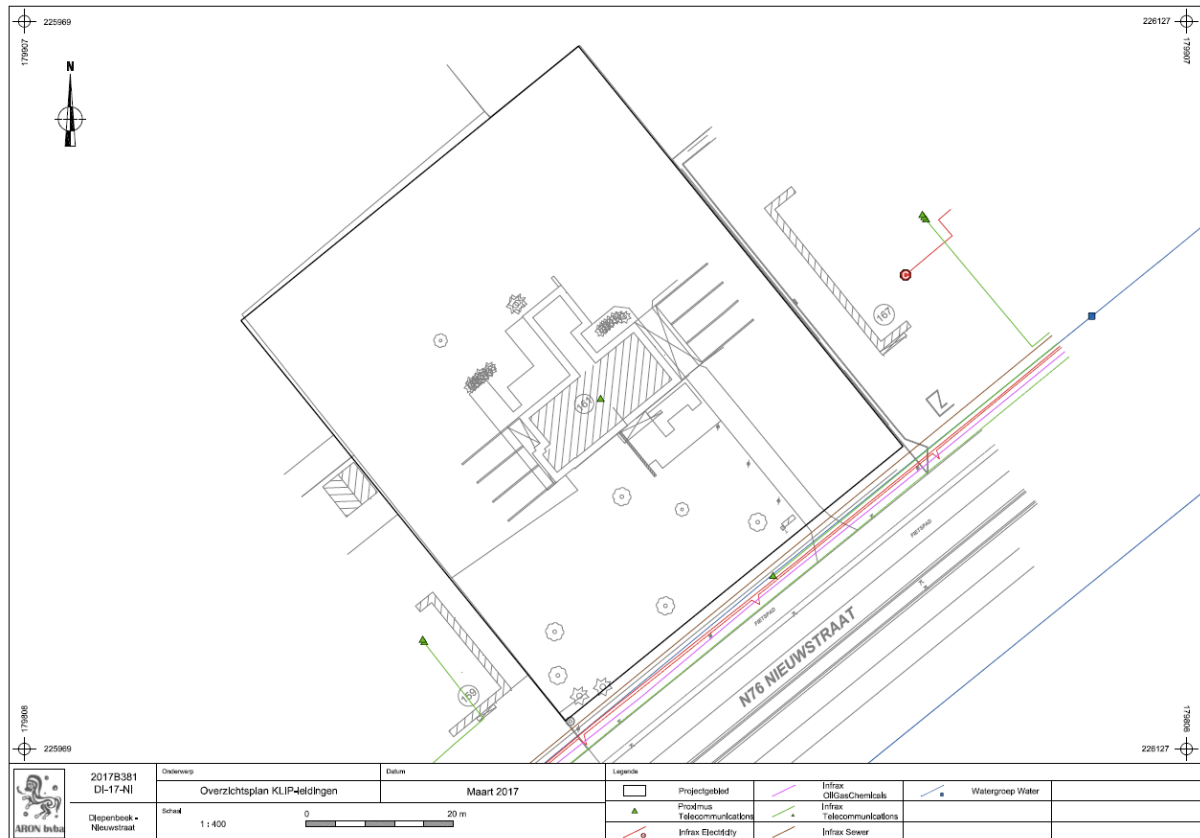 225969
226127
179907
179907
N
167
161
159
FIETSPAD
FIETSPAD
N76 NIEUWSTRAAT
179808
179808
225969
226127
2017B381
DI-17-NI
Onderwerp
Overzichtsplan KLIP-leidingen
Datum
Maart 2017
Legende
Projectgebied
Infrax
OilGasChemicals
Watergroep Water
Proximus
Telecommunications
Infrax
Telecommunications
Infrax Electricity
Infrax Sewer
ARON bvba
Diepenbeek -
Nieuwstraat
Schaal
1 : 400
0
20 m
C